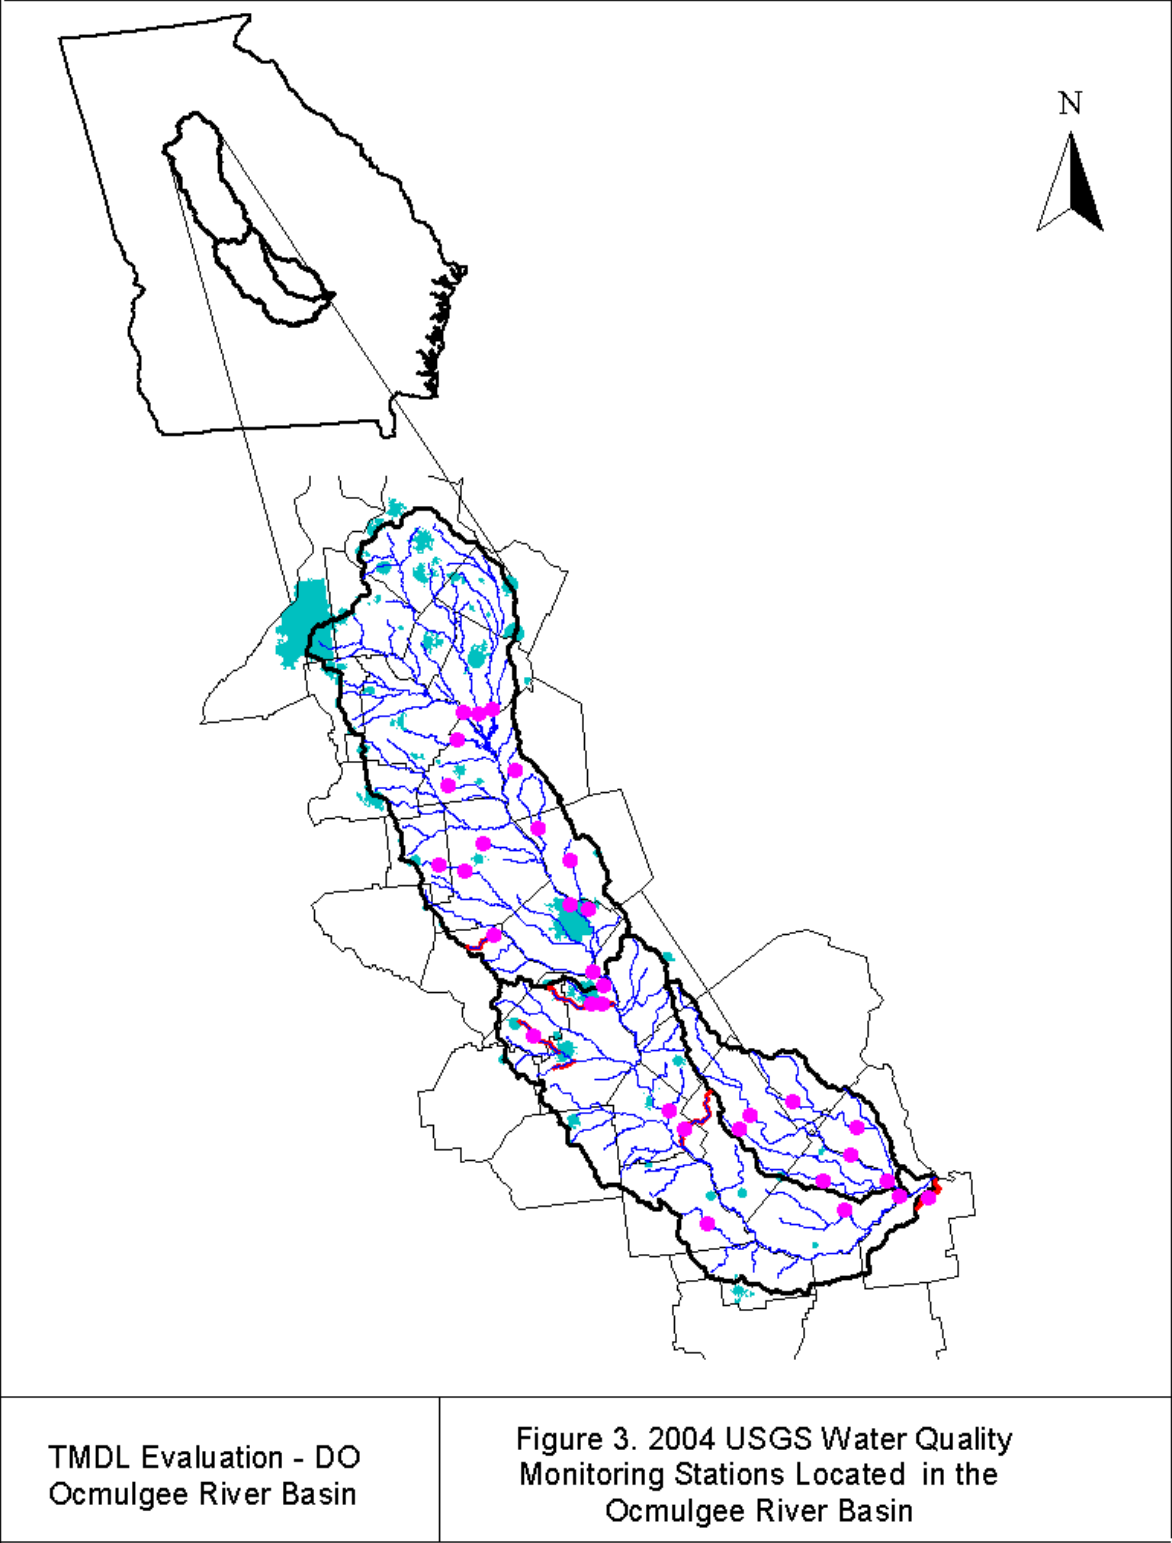 N
TMDL Evaluation - DO
Ocmulgee River Basin
Figure 3. 2004 USGS Water Quality
Monitoring Stations Located in the
Ocmulgee River Basin